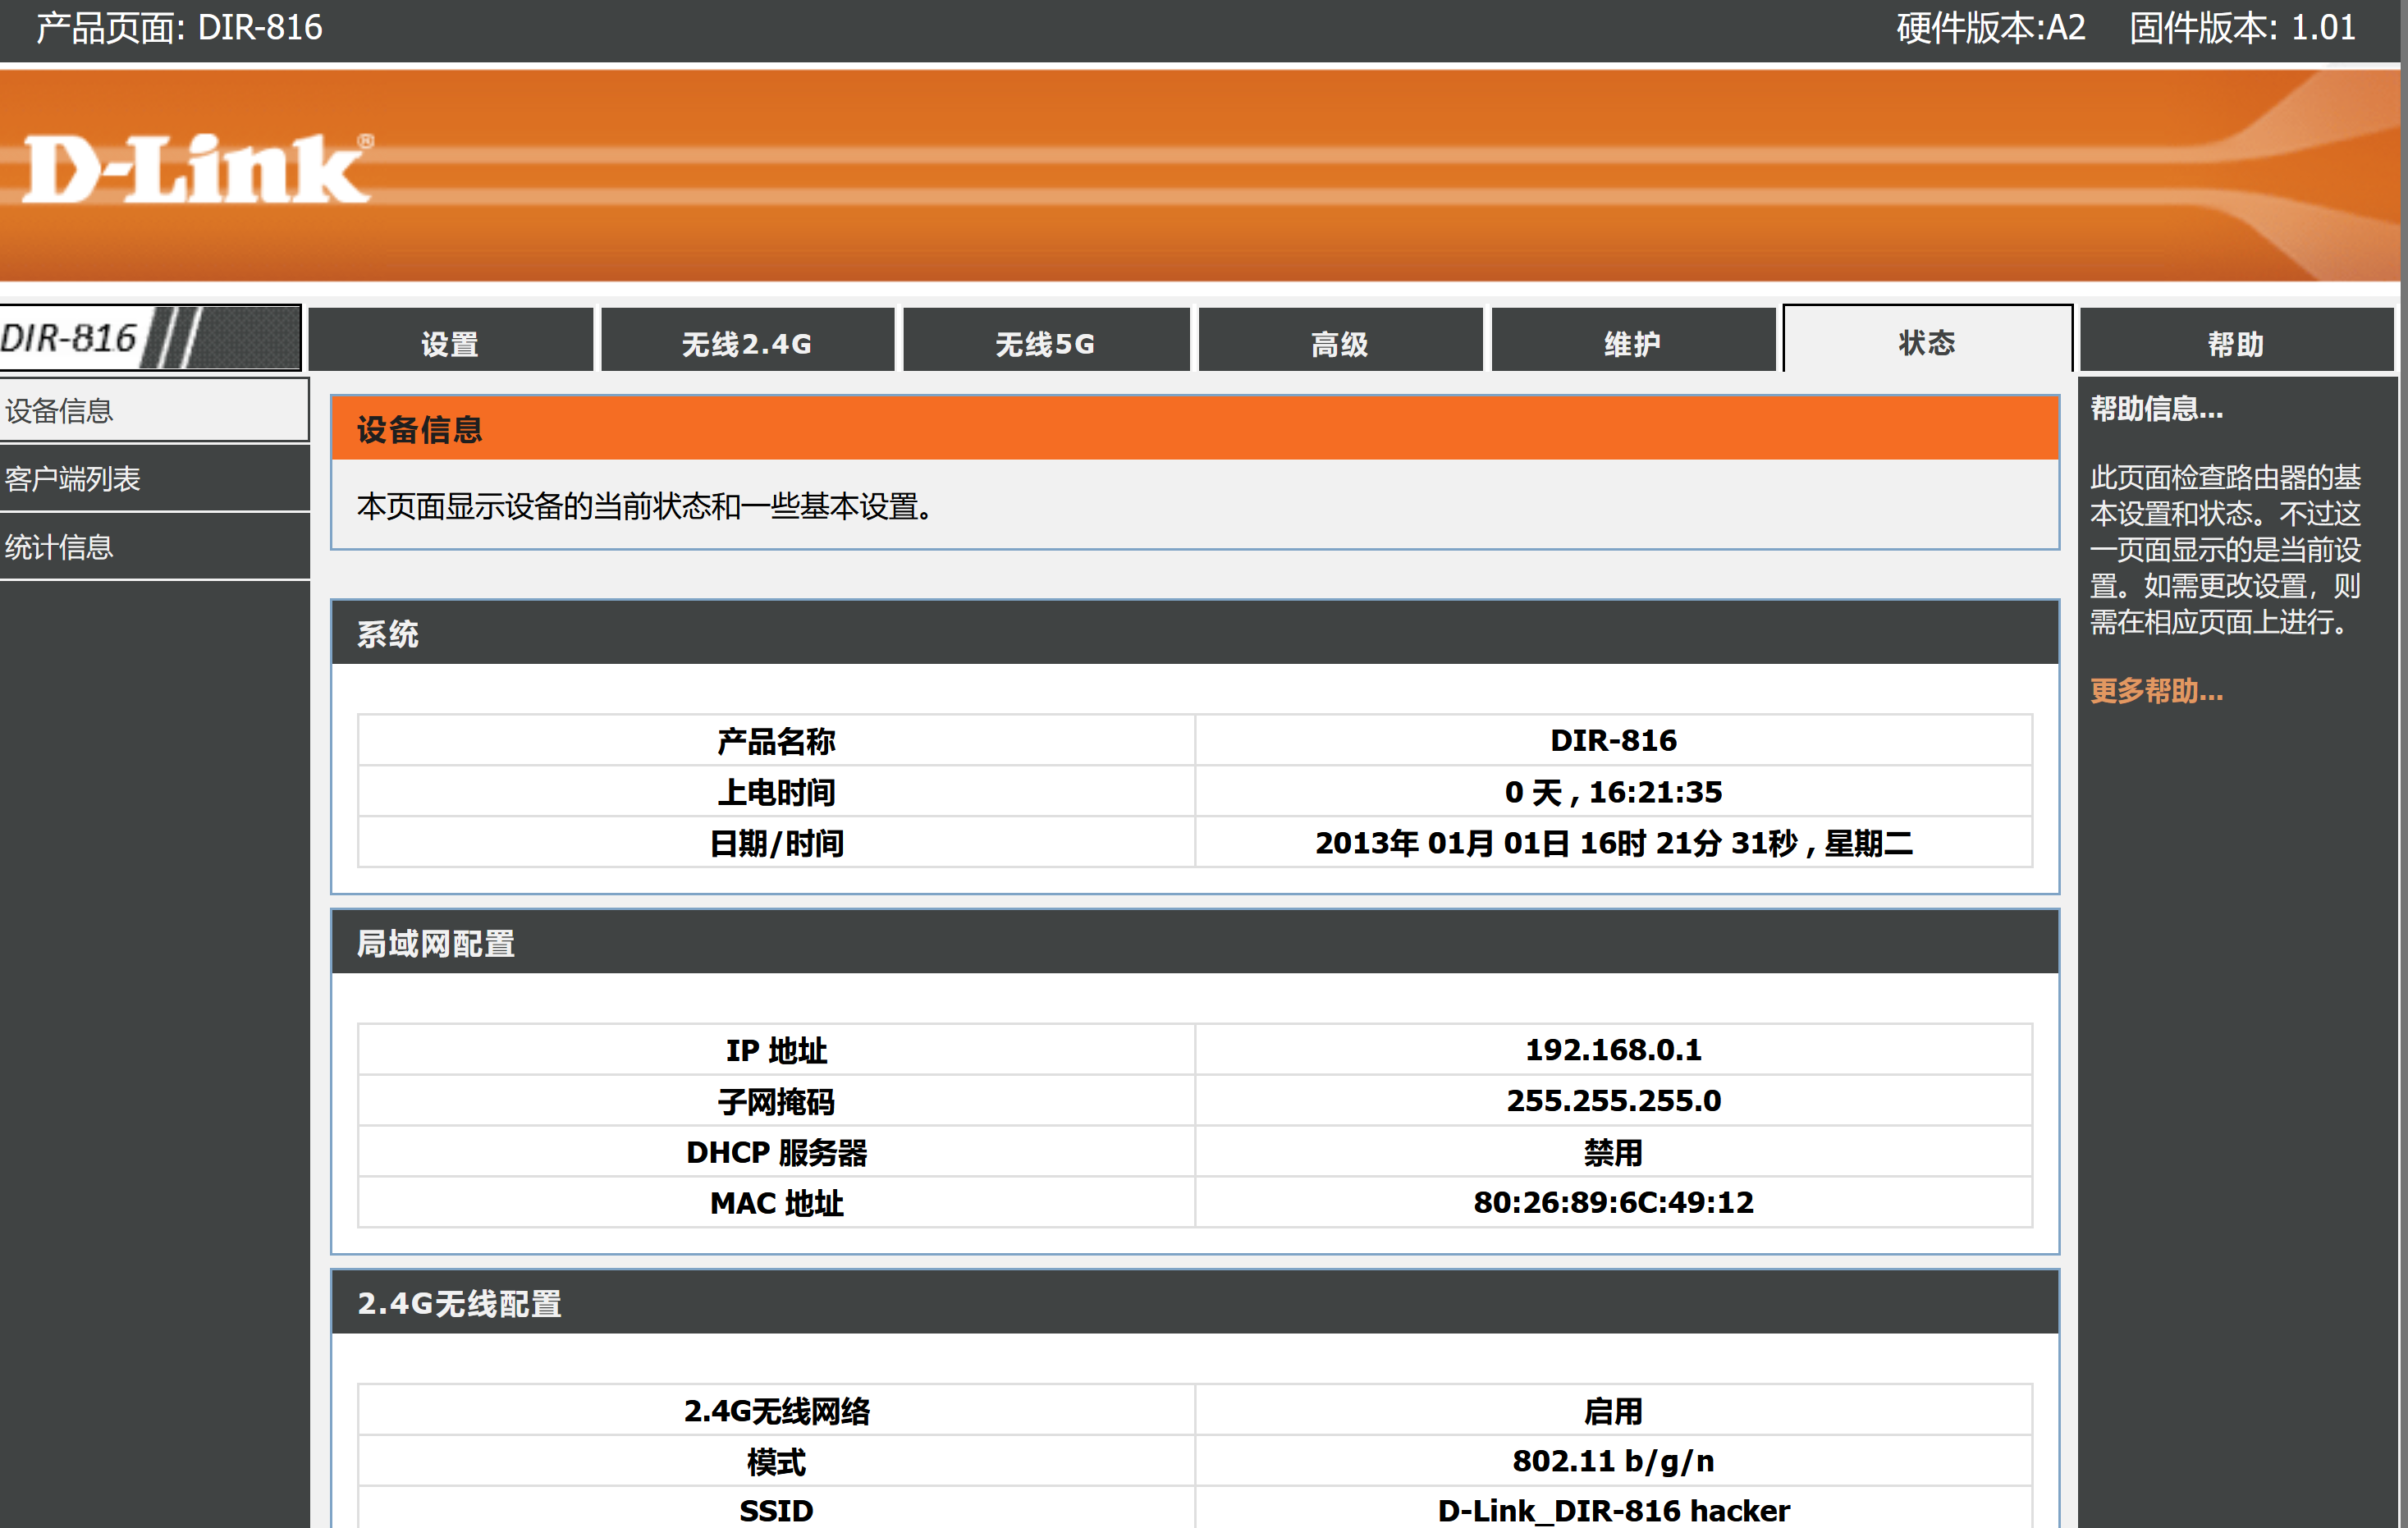 产品页面: DIR-816
硬件版本:A2 固件版本: 1.01
D-Link®
DIR-816
设置 无线2.4G 无线5G 高级 维护 状态 帮助
设备信息
客户端列表
统计信息
设备信息
本页面显示设备的当前状态和一些基本设置。
系统
产品名称 DIR-816
上电时间 0 天 , 16:21:35
日期/时间 2013年 01月 01日 16时 21分 31秒 , 星期二
局域网配置
IP 地址 192.168.0.1
子网掩码 255.255.255.0
DHCP 服务器 禁用
MAC 地址 80:26:89:6C:49:12
2.4G无线配置
2.4G无线网络 启用
模式 802.11 b/g/n
SSID D-Link_DIR-816 hacker
帮助信息...
此页面检查路由器的基
本设置和状态。不过这
一页面显示的是当前设
置。如需更改设置，则
需在相应页面上进行。
更多帮助...